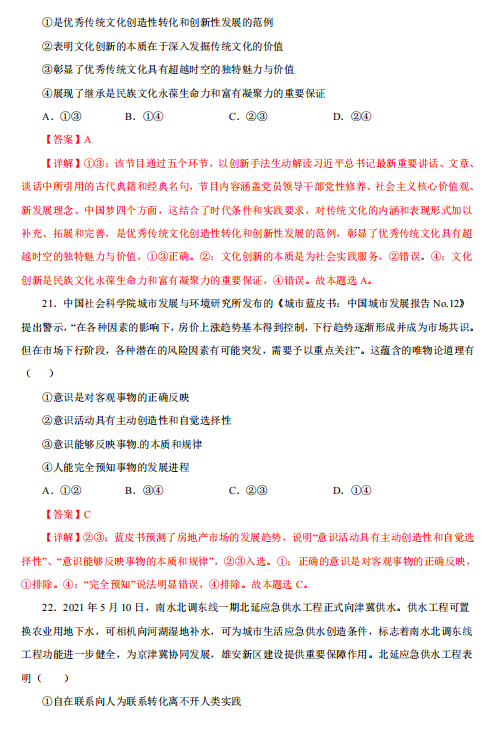 ①是优秀传统文化创造性转化和创新性发展的范例
②表明文化创新的本质在于深入发掘传统文化的价值
③彰显了优秀传统文化具有超越时空的独特魅力与价值
④展现了继承是民族文化永葆生命力和富有凝聚力的重要保证
A．①③ B．①④ C．②③ D．②④
【答案】A
【详解】①③：该节目通过五个环节，以创新手法生动解读习近平总书记最新重要讲话、文章、
谈话中所引用的古代典籍和经典名句，节目内容涵盖党员领导干部党性修养、社会主义核心价值观、
新发展理念、中国梦四个方面，这结合了时代条件和实践要求，对传统文化的内涵和表现形式加以
补充、拓展和完善，是优秀传统文化创造性转化和创新性发展的范例，彰显了优秀传统文化具有超
越时空的独特魅力与价值，①③正确。②：文化创新的本质是为社会实践服务，②错误。④：文化
创新是民族文化永葆生命力和富有凝聚力的重要保证，④错误。故本题选 A。
21．中国社会科学院城市发展与环境研究所发布的《城市蓝皮书：中国城市发展报告 No.12》
提出警示，“在各种因素的影响下，房价上涨趋势基本得到控制，下行趋势逐渐形成并成为市场共识。
但在市场下行阶段，各种潜在的风险因素有可能突发，需要予以重点关注”。这蕴含的唯物论道理有
（ ）
①意识是对客观事物的正确反映
②意识活动具有主动创造性和自觉选择性
③意识能够反映事物.的本质和规律
④人能完全预知事物的发展进程
A．①② B．③④ C．②③ D．①④
【答案】C
【详解】②③：蓝皮书预测了房地产市场的发展趋势，说明“意识活动具有主动创造性和自觉选
择性”、“意识能够反映事物的本质和规律”，②③入选。①：正确的意识是对客观事物的正确反映，
①排除。④：“完全预知”说法明显错误，④排除。故本题选 C。
22．2021 年 5 月 10 日，南水北调东线一期北延应急供水工程正式向津冀供水。供水工程可置
换农业用地下水，可相机向河湖湿地补水，可为城市生活应急供水创造条件，标志着南水北调东线
工程功能进一步健全，为京津冀协同发展，雄安新区建设提供重要保障作用。北延应急供水工程表
明（ ）
①自在联系向人为联系转化离不开人类实践